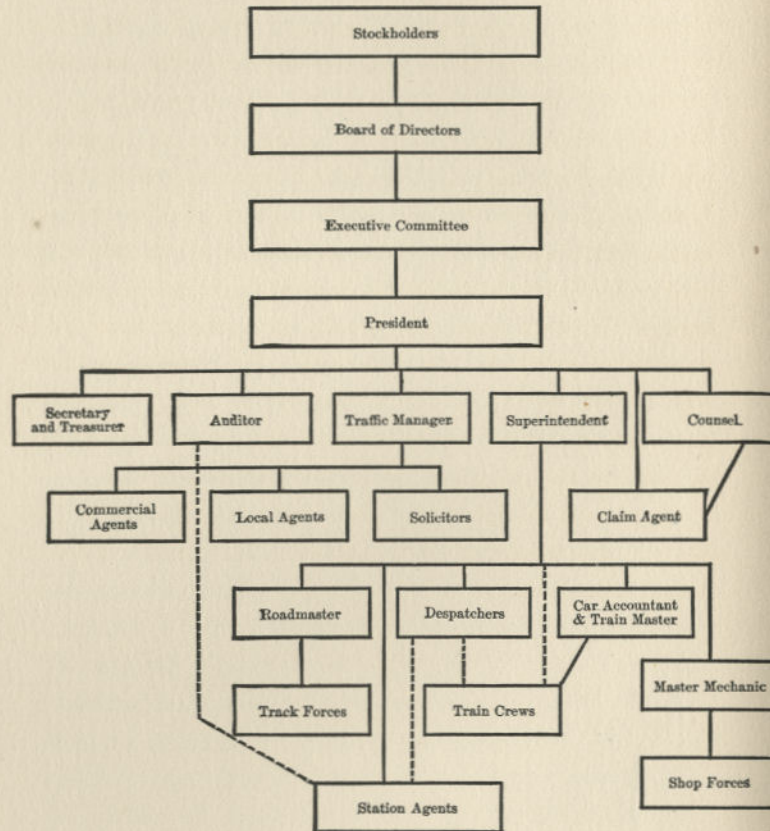 Stockholders
Board of Directors
Executive Committee
President
Secretary
and Treasurer
Auditor
Traffic Manager
Superintendent
Counsel
Commercial
Agents
Local Agents
Solicitors
Claim Agent
Roadmaster
Despatchers
Car Accountant
& Train Master
Master Mechanic
Track Forces
Train Crews
Shop Forces
Station Agents